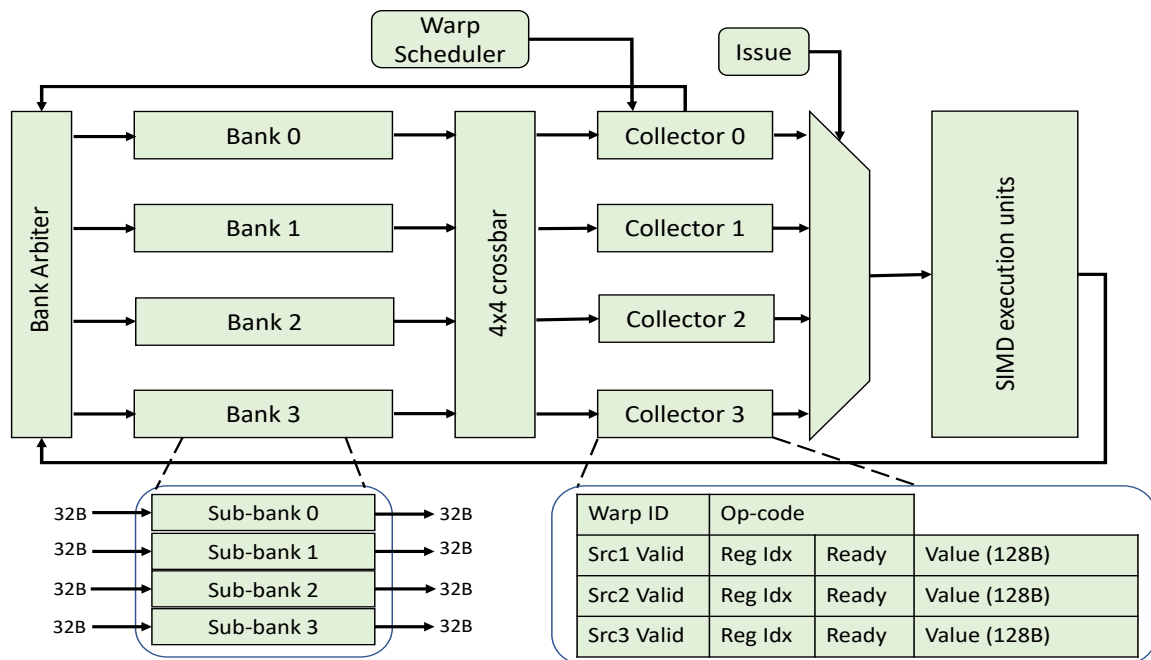 Warp
Scheduler
Issue
Bank Arbiter
Bank 0
Bank 1
Bank 2
Bank 3
4x4 crossbar
Collector 0
Collector 1
Collector 2
Collector 3
SIMD execution units
32B Sub-bank 0 32B
32B Sub-bank 1 32B
32B Sub-bank 2 32B
32B Sub-bank 3 32B
Warp ID Op-code
Src1 Valid Reg Idx Ready Value (128B)
Src2 Valid Reg Idx Ready Value (128B)
Src3 Valid Reg Idx Ready Value (128B)